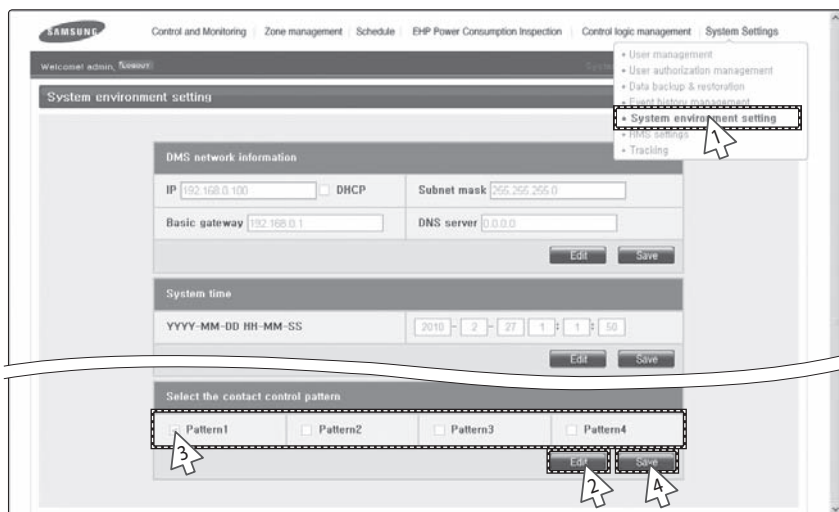 SAMSUNG Control and Monitoring Zone management Schedule EHP Power Consumption Inspection Control logic management System Settings
Welcome! admin, LOGOUT
• User management
• User authorization management
• Data backup & restoration
• Event history management
• System environment setting
• RMS settings
• Tracking
1
System environment setting
DMS network information
IP 192.168.0.100 DHCP Subnet mask 255.255.255.0
Basic gateway 192.168.0.1 DNS server 0.0.0.0
Edit Save
System time
YYYY-MM-DD HH-MM-SS 2010 - 2 - 27 1 : 1 : 50
Edit Save
Select the contact control pattern
Pattern1 Pattern2 Pattern3 Pattern4
Edit Save
3
2
4